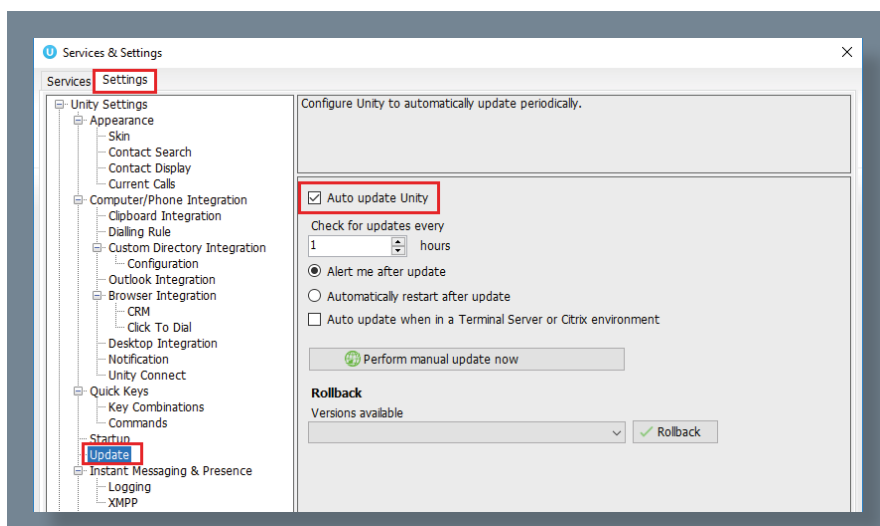 Services & Settings
Services
Settings
Unity Settings
Appearance
Skin
Contact Search
Contact Display
Current Calls
Computer/Phone Integration
Clipboard Integration
Dialling Rule
Custom Directory Integration
Configuration
Outlook Integration
Browser Integration
CRM
Click To Dial
Desktop Integration
Notification
Unity Connect
Quick Keys
Key Combinations
Commands
Startup
Update
Instant Messaging & Presence
Logging
XMPP
Configure Unity to automatically update periodically.
Auto update Unity
Check for updates every
1 hours
Alert me after update
Automatically restart after update
Auto update when in a Terminal Server or Citrix environment
Perform manual update now
Rollback
Versions available
Rollback